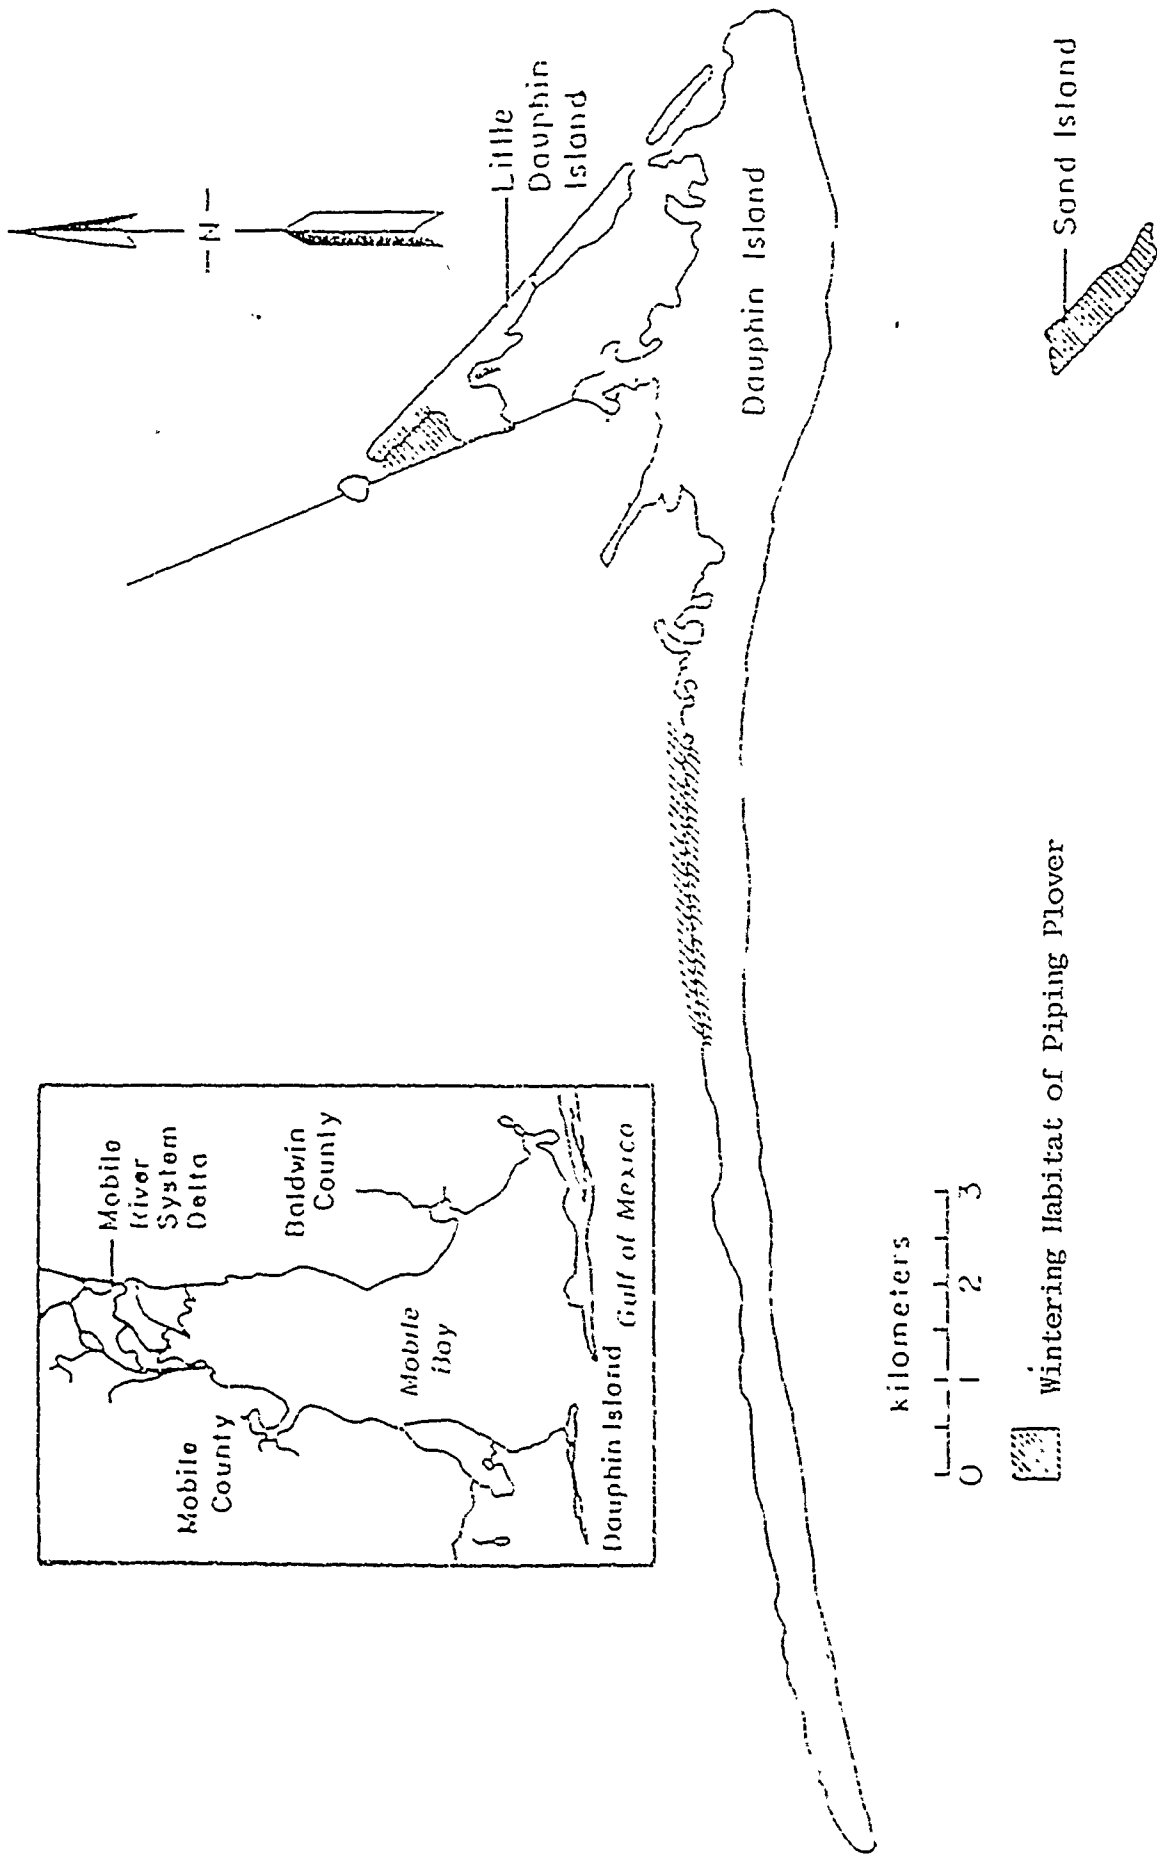 Mobile
River
System
Delta
Mobile
County
Baldwin
County
Mobile
Bay
Dauphin Island
Gulf of Mexico
N
Little
Dauphin
Island
Dauphin Island
Sand Island
kilometers
0 1 2 3
Wintering Habitat of Piping Plover